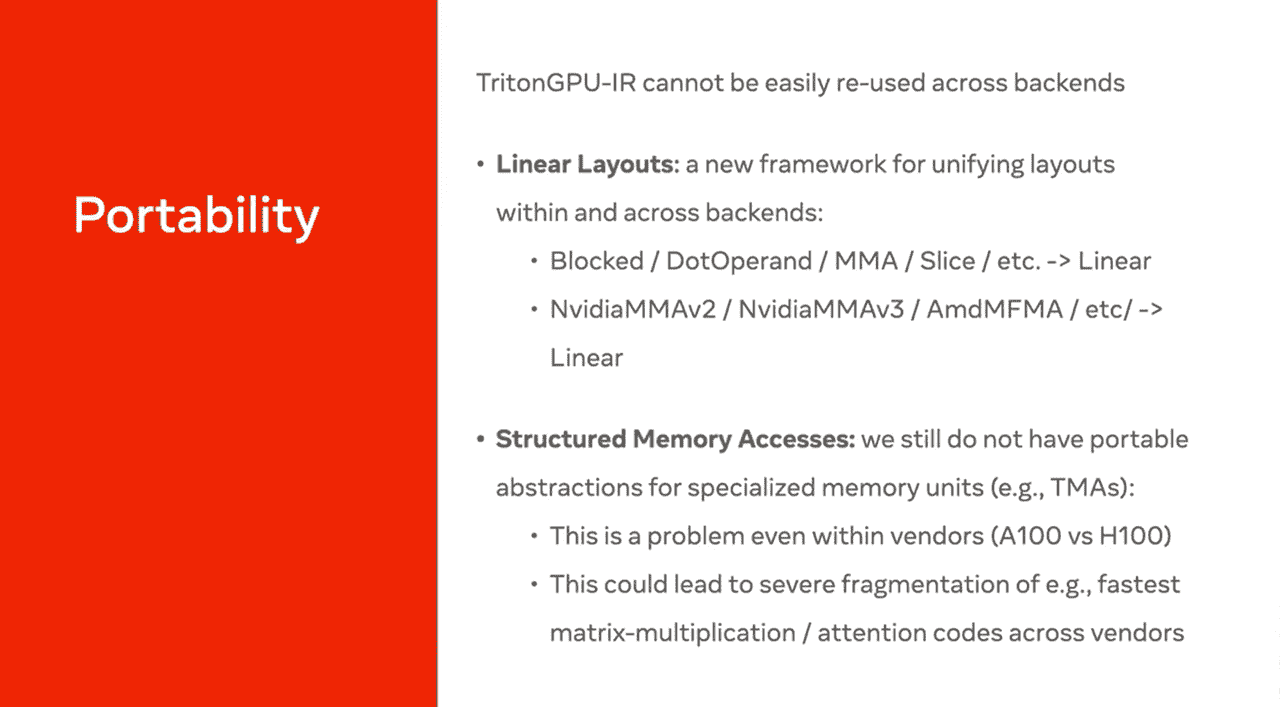 Portability
TritonGPU-IR cannot be easily re-used across backends
• Linear Layouts: a new framework for unifying layouts
within and across backends:
• Blocked / DotOperand / MMA / Slice / etc. -> Linear
• NvidiaMMAv2 / NvidiaMMAv3 / AmdMFMA / etc/ ->
Linear
• Structured Memory Accesses: we still do not have portable
abstractions for specialized memory units (e.g., TMAs):
• This is a problem even within vendors (A100 vs H100)
• This could lead to severe fragmentation of e.g., fastest
matrix-multiplication / attention codes across vendors